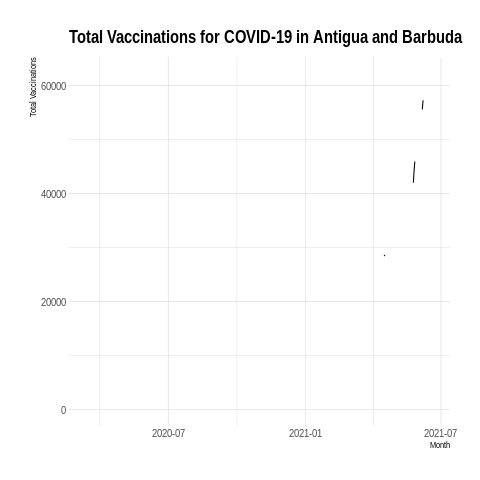 Total Vaccinations for COVID-19 in Antigua and Barbuda
Total Vaccinations
60000
40000
20000
0
2020-07 2021-01 2021-07
Month